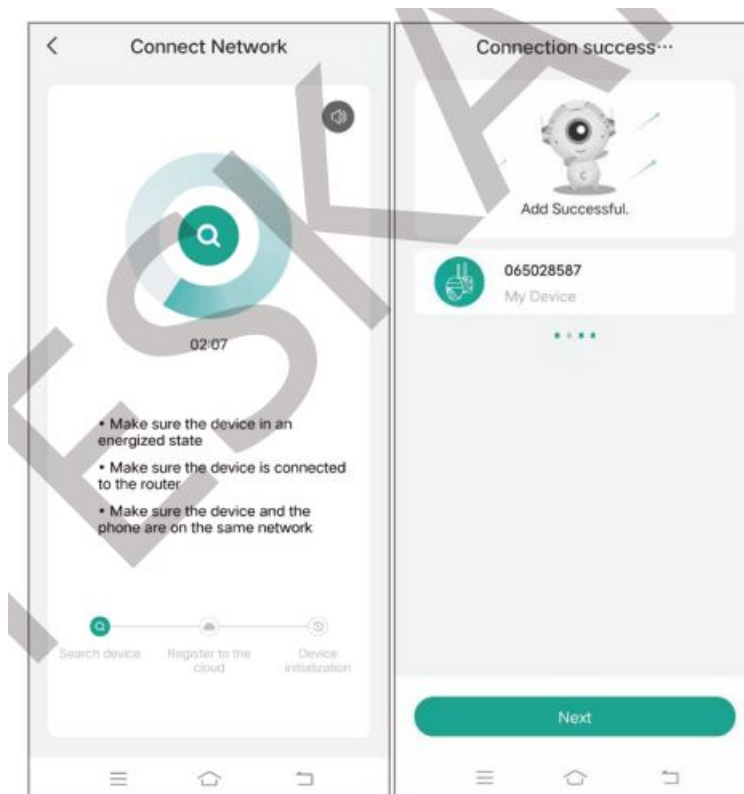 Connect Network
02:07
• Make sure the device in an
energized state
• Make sure the device is connected
to the router
• Make sure the device and the
phone are on the same network
Search device
Register to the
cloud
Device
initialization
Connection success···
Add Successful.
065028587
My Device
Next